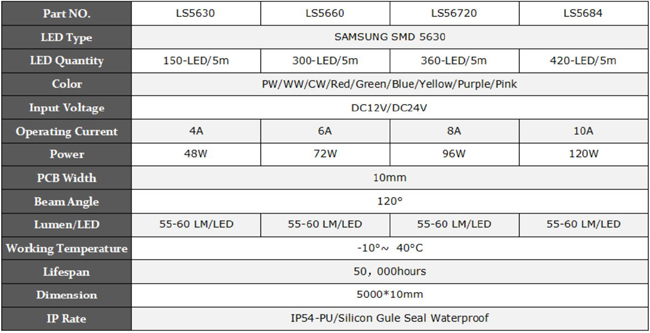 Part NO. LS5630 LS5660 LS56720 LS5684
LED Type SAMSUNG SMD 5630
LED Quantity 150-LED/5m 300-LED/5m 360-LED/5m 420-LED/5m
Color PW/WW/CW/Red/Green/Blue/Yellow/Purple/Pink
Input Voltage DC12V/DC24V
Operating Current 4A 6A 8A 10A
Power 48W 72W 96W 120W
PCB Width 10mm
Beam Angle 120°
Lumen/LED 55-60 LM/LED 55-60 LM/LED 55-60 LM/LED 55-60 LM/LED
Working Temperature -10°~ 40°C
Lifespan 50，000hours
Dimension 5000*10mm
IP Rate IP54-PU/Silicon Gule Seal Waterproof